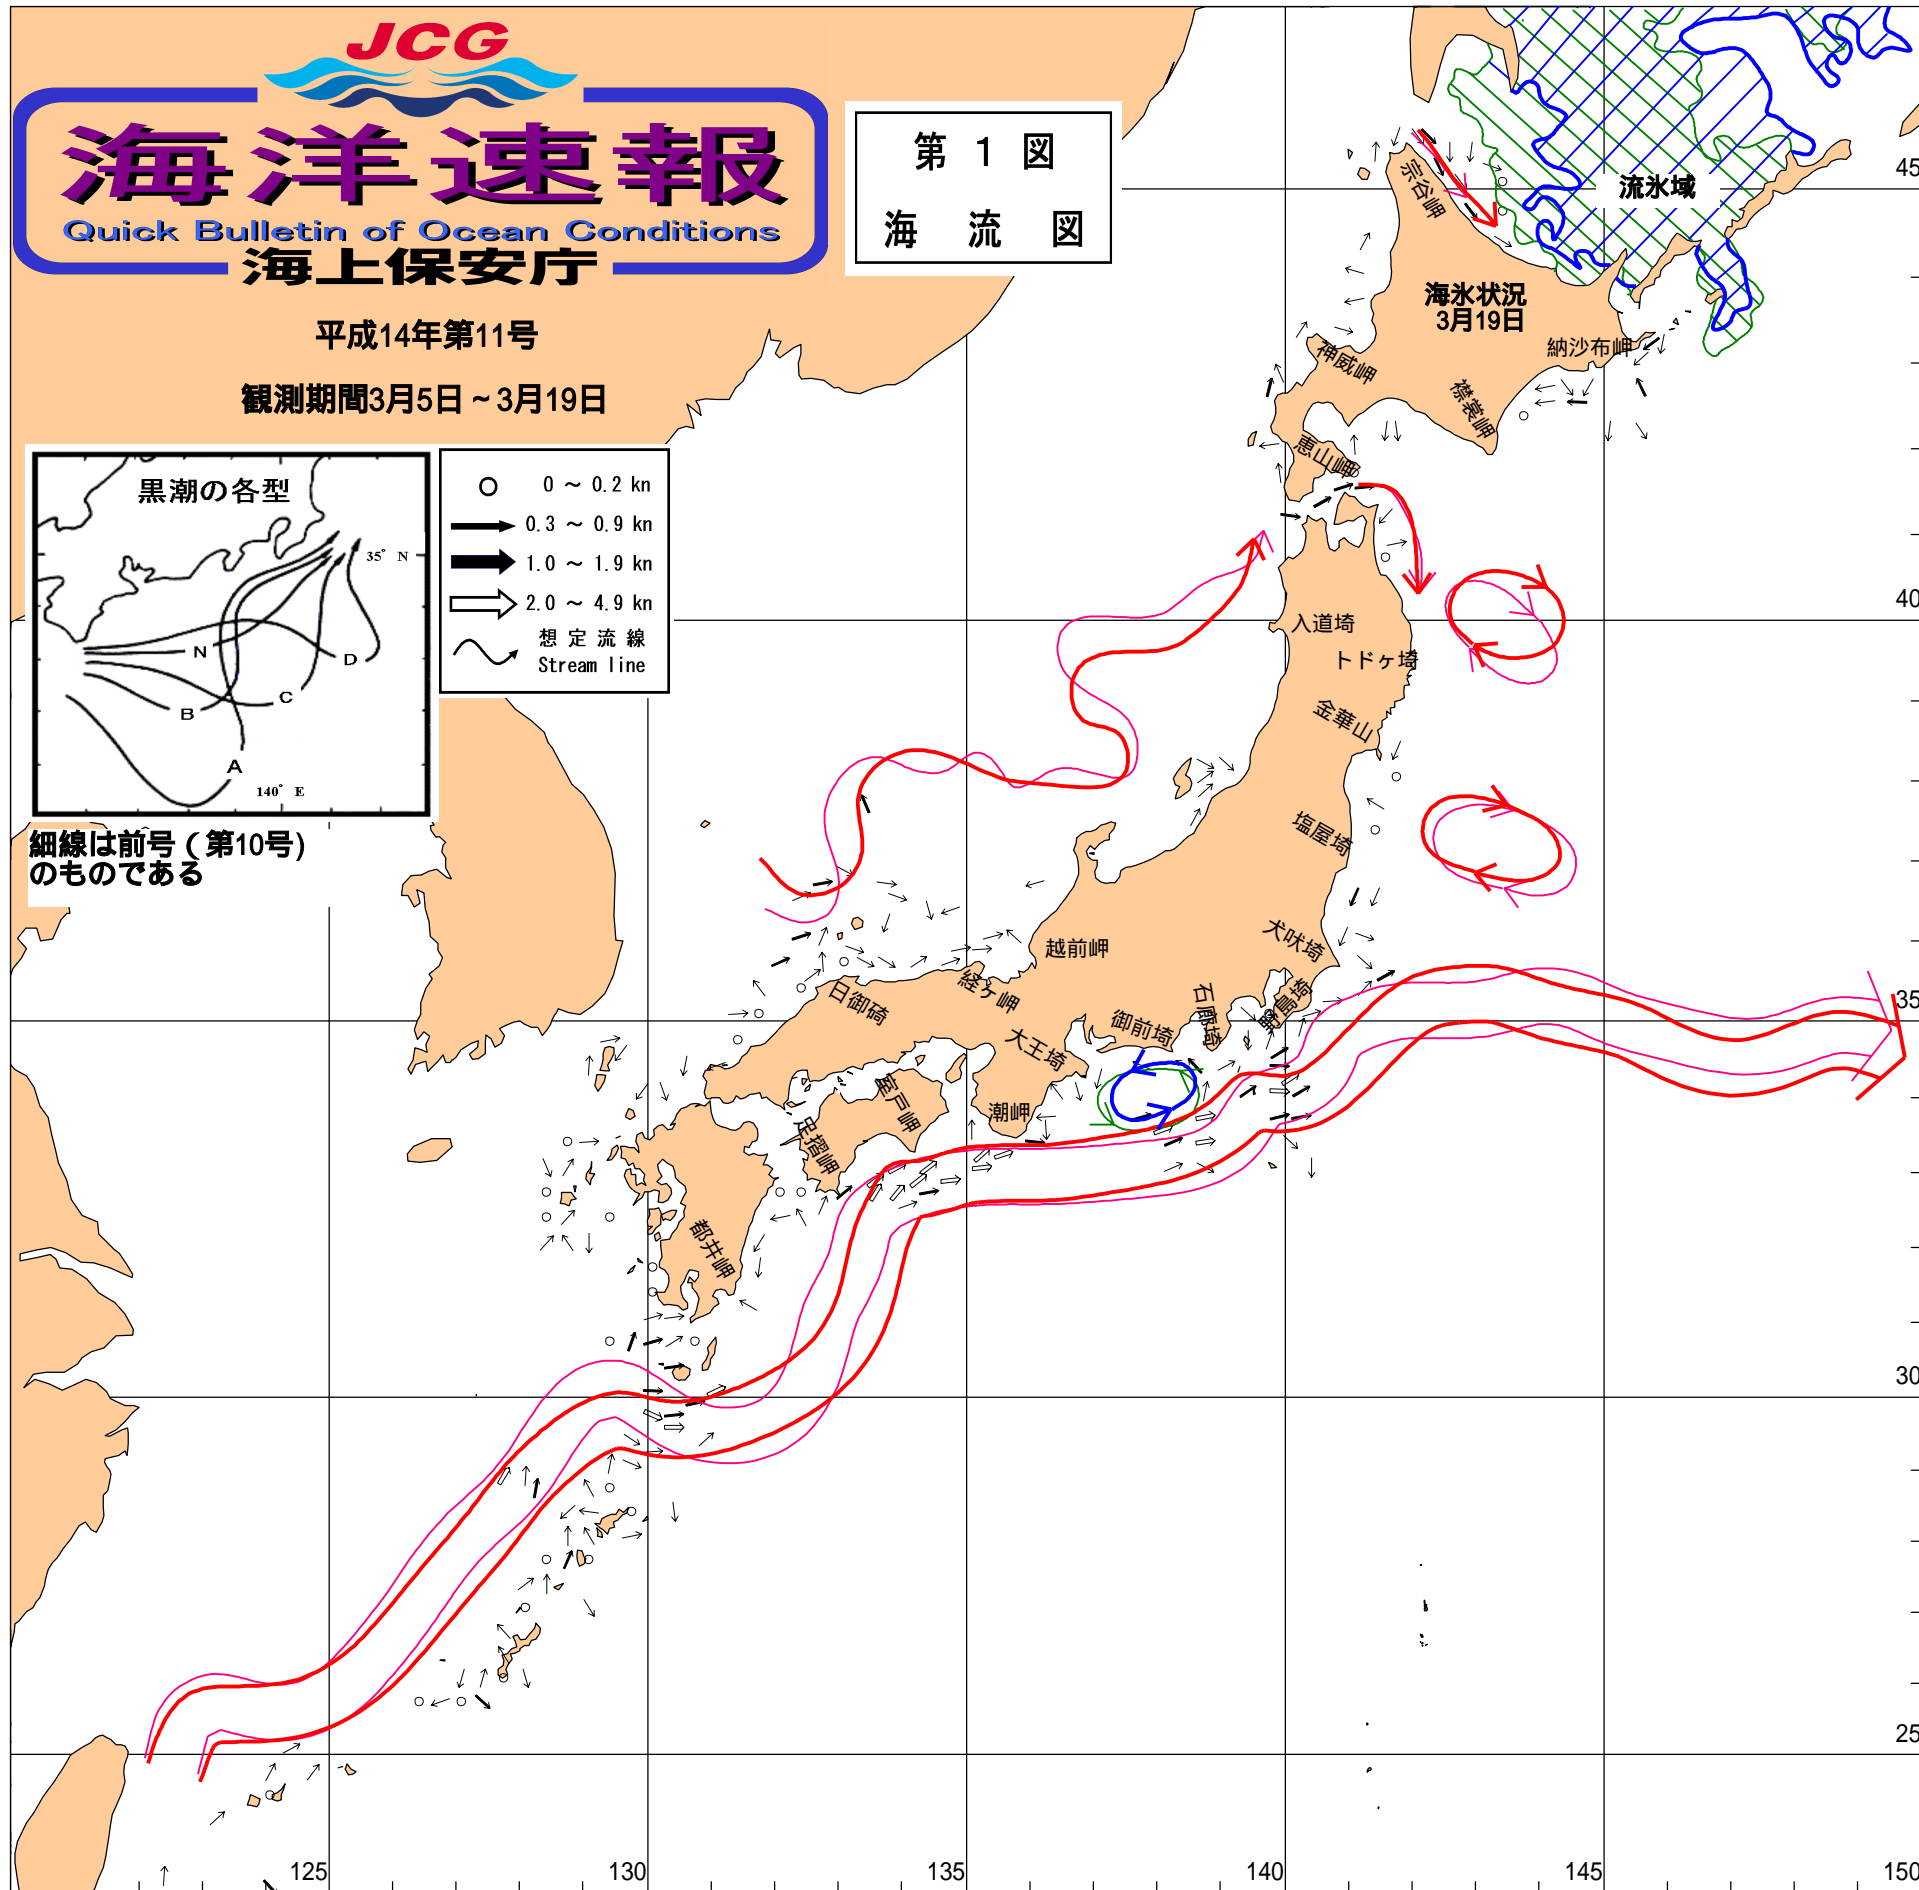 JCG
海洋速報
Quick Bulletin of Ocean Conditions
海上保安庁
平成14年第11号
観測期間3月5日～3月19日
第1図
海流図
黒潮の各型
35° N
N
D
C
B
A
140° E
0 ～ 0.2 kn
0.3 ～ 0.9 kn
1.0 ～ 1.9 kn
2.0 ～ 4.9 kn
想定流線
Stream line
細線は前号（第10号）
のものである
流氷域
宗谷岬
海氷状況
3月19日
納沙布岬
神威岬
襟裳岬
恵山岬
入道埼
トドヶ埼
金華山
塩屋埼
犬吠埼
越前岬
経ヶ岬
日御碕
石廊埼
野島埼
御前埼
大王埼
潮岬
室戸岬
足摺岬
都井岬
45
40
35
30
25
125
130
135
140
145
150